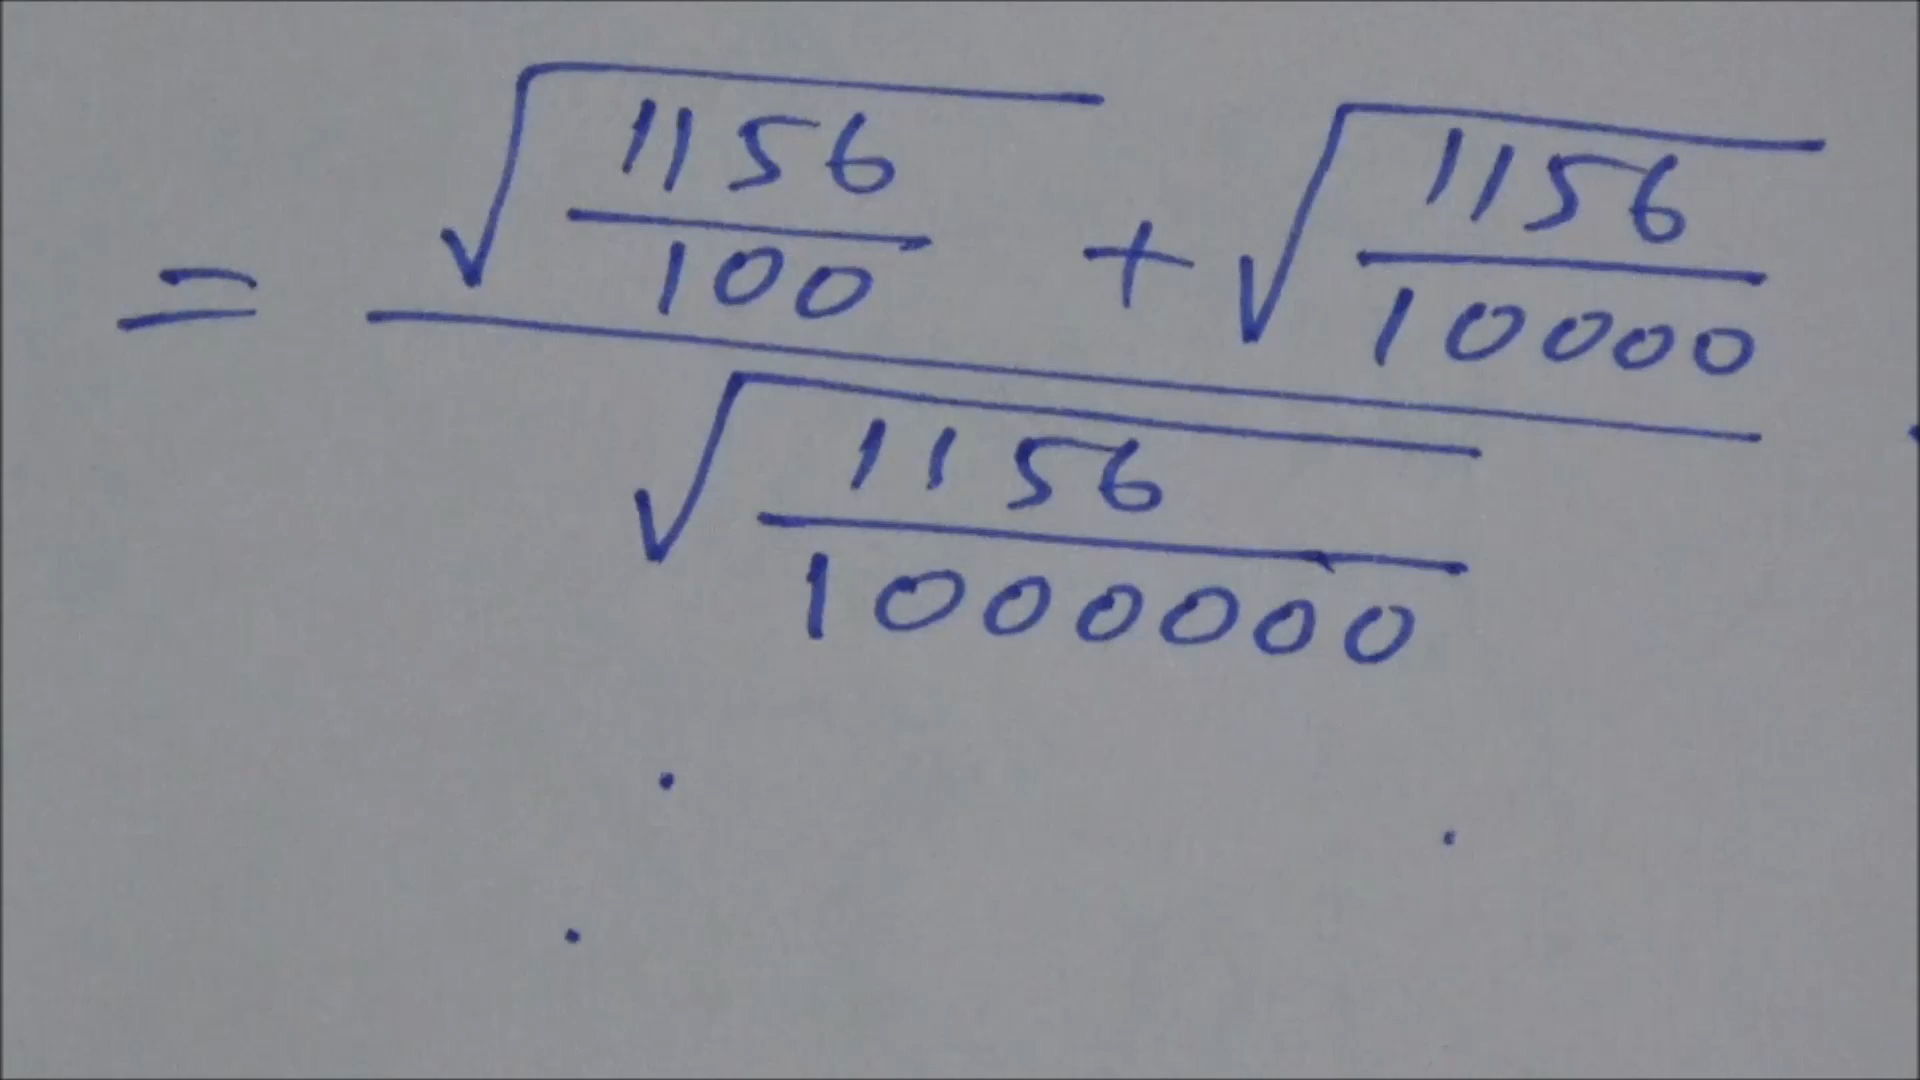 = √(1156/100) + √(1156/10000)
√(1156/1000000)